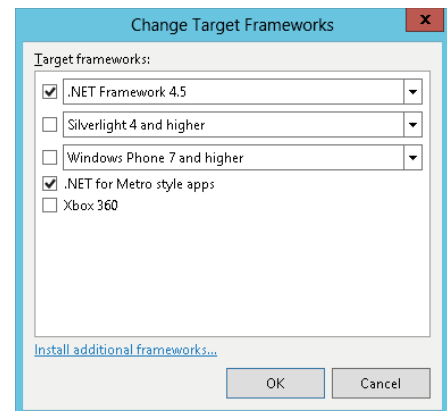 Change Target Frameworks
x
Target frameworks:
.NET Framework 4.5
Silverlight 4 and higher
Windows Phone 7 and higher
.NET for Metro style apps
Xbox 360
Install additional frameworks...
OK Cancel